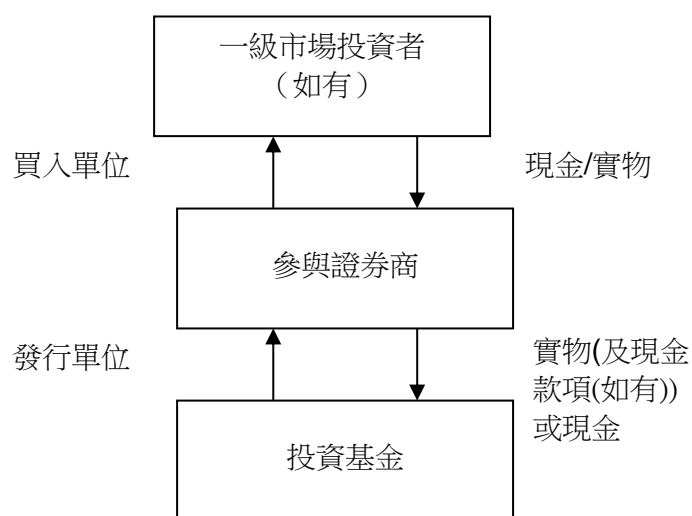 一級市場投資者
（如有）
買入單位
現金/實物
參與證券商
發行單位
實物(及現金
款項(如有))
或現金
投資基金